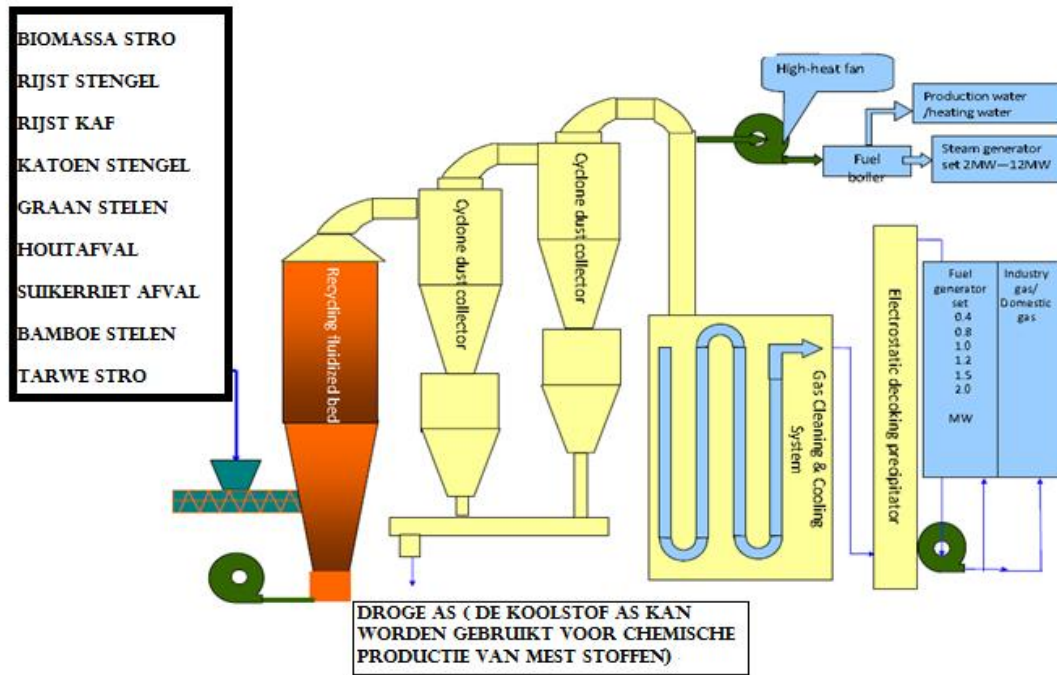 BIOMASSA STRO
RIJST STENGEL
RIJST KAF
KATOEN STENGEL
GRAAN STELEN
HOUTAFVAL
SUIKERRIET AFVAL
BAMBOE STELEN
TARWE STRO
Recycling fluidized bed
Cyclone dust collector
Cyclone dust collector
High-heat fan
Fuel
boiler
Production water
/heating water
Steam generator
set 2MW—12MW
Gas Cleaning & Cooling
System
Electrostatic decoking precipitator
Fuel
generator
set
0.4
0.8
1.0
1.2
1.5
2.0
MW
Industry
gas/
Domestic
gas
DROGE AS ( DE KOOLSTOF AS KAN
WORDEN GEBRUIKT VOOR CHEMISCHE
PRODUCTIE VAN MEST STOFFEN)